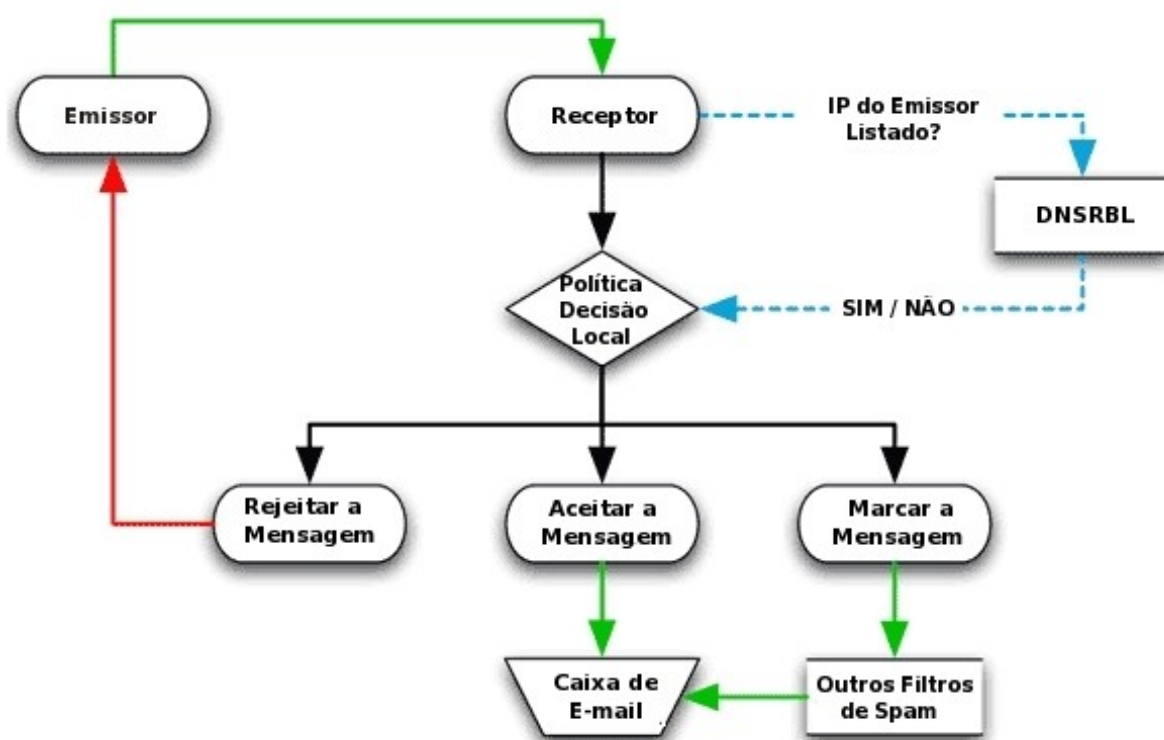 Emissor
Receptor
IP do Emissor
Listado?
DNSRBL
Política
Decisão
Local
SIM / NÃO
Rejeitar a
Mensagem
Aceitar a
Mensagem
Marcar a
Mensagem
Caixa de
E-mail
Outros Filtros
de Spam